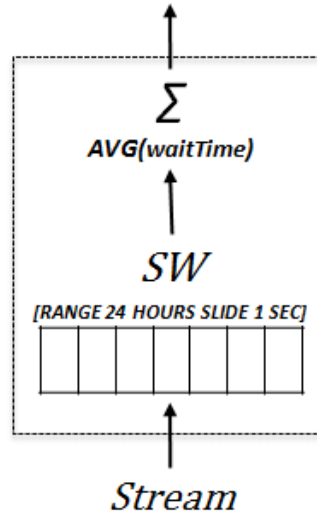 Σ
AVG(waitTime)
SW
[RANGE 24 HOURS SLIDE 1 SEC]
Stream